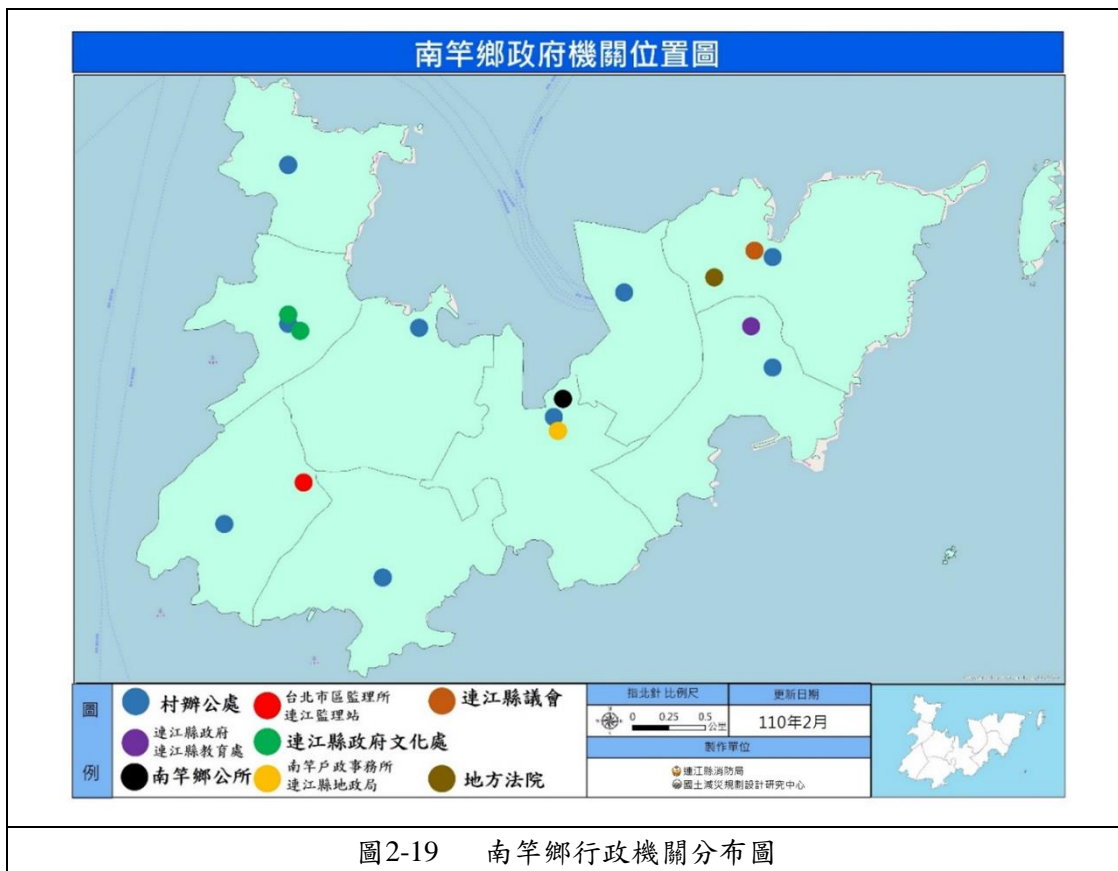 南竿鄉政府機關位置圖
圖
例
村辦公處
台北市區監理所
連江監理站
連江縣議會
連江縣政府
連江縣教育處
連江縣政府文化處
南竿鄉公所
南竿戶政事務所
連江縣地政局
地方法院
指北針 比例尺
更新日期
0 0.25 0.5
公里
110年2月
製作單位
連江縣消防局
國土減災規劃設計研究中心
圖2-19 南竿鄉行政機關分布圖